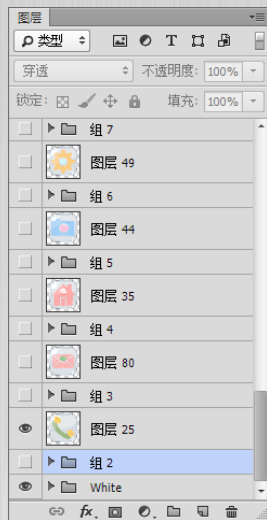 图层
类型 T
穿透 不透明度: 100%
锁定: 填充: 100%
组 7
图层 49
组 6
图层 44
组 5
图层 35
组 4
图层 80
组 3
图层 25
组 2
White
fx.